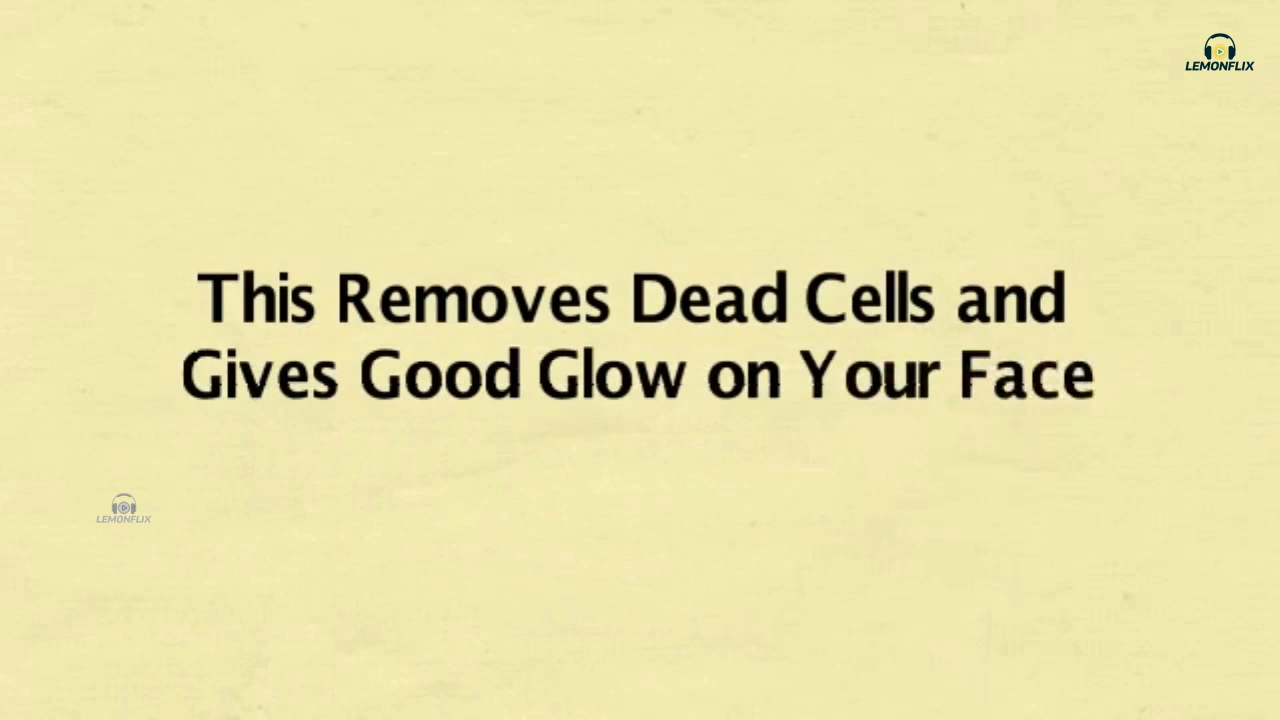 LEMONFLIX
This Removes Dead Cells and
Gives Good Glow on Your Face
LEMONFLIX